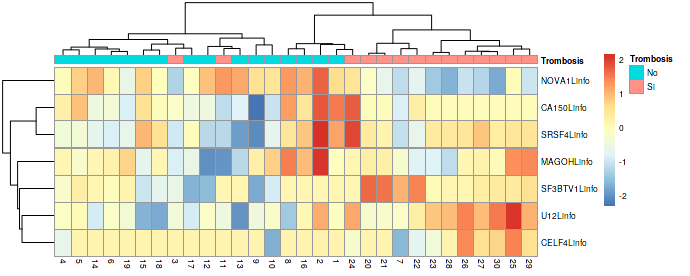 Trombosis
Trombosis
No
Si
NOVA1Linfo
CA150Linfo
SRSF4Linfo
MAGOHLinfo
SF3BTV1Linfo
U12Linfo
CELF4Linfo
2
1
0
-1
-2
4 5 14 6 19 15 18 3 17 12 11 13 9 10 8 16 2 1 24 20 21 7 22 23 28 26 27 30 25 29